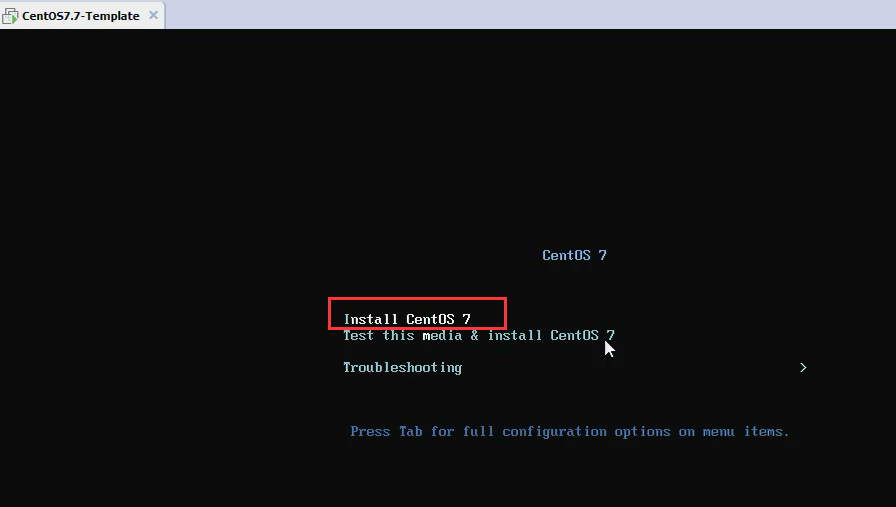 CentOS7.7-Template
CentOS 7
Install CentOS 7
Test this media & install CentOS 7
Troubleshooting >
Press Tab for full configuration options on menu items.